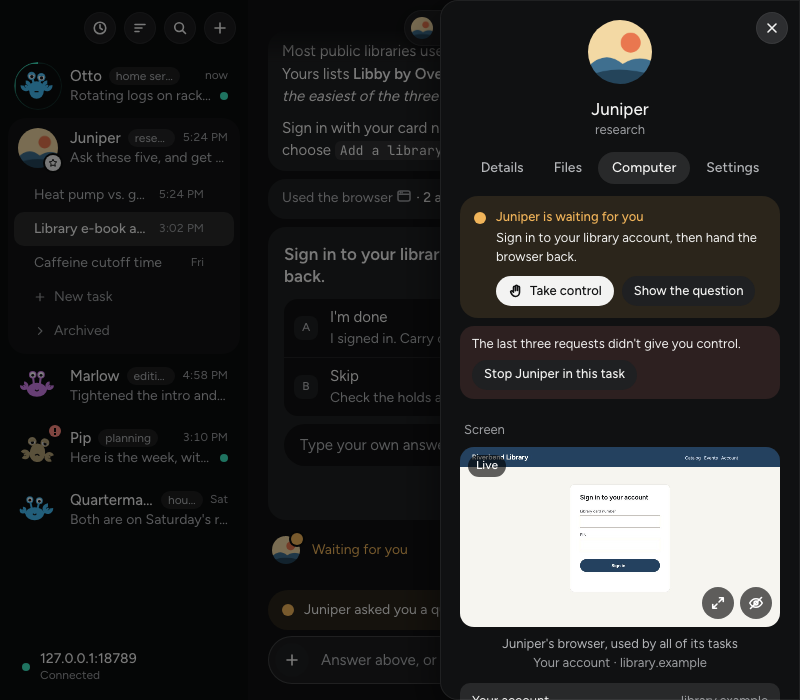 Otto
home ser...
now
Rotating logs on rack...
Juniper
rese...
5:24 PM
Ask these five, and get ...
Heat pump vs. g...
5:24 PM
Library e-book a...
3:02 PM
Caffeine cutoff time
Fri
New task
Archived
Marlow
editi...
4:58 PM
Tightened the intro and...
Pip
planning
3:10 PM
Here is the week, wit...
Quarterma...
hou...
Sat
Both are on Saturday's r...
127.0.0.1:18789
Connected
Most public libraries use
Yours lists Libby by Ove
the easiest of the three
Sign in with your card n
choose Add a library
Used the browser · 2 a
Sign in to your librar
back.
A
I'm done
I signed in. Carry o
B
Skip
Check the holds a
Type your own answe
Waiting for you
Juniper asked you a q
Answer above, or
Juniper
research
Details
Files
Computer
Settings
Juniper is waiting for you
Sign in to your library account, then hand the
browser back.
Take control
Show the question
The last three requests didn't give you control.
Stop Juniper in this task
Screen
Riverbend Library
Catalog Events Account
Live
Sign in to your account
Library card number
PIN
Sign in
Juniper's browser, used by all of its tasks
Your account · library.example
Your account
library.example